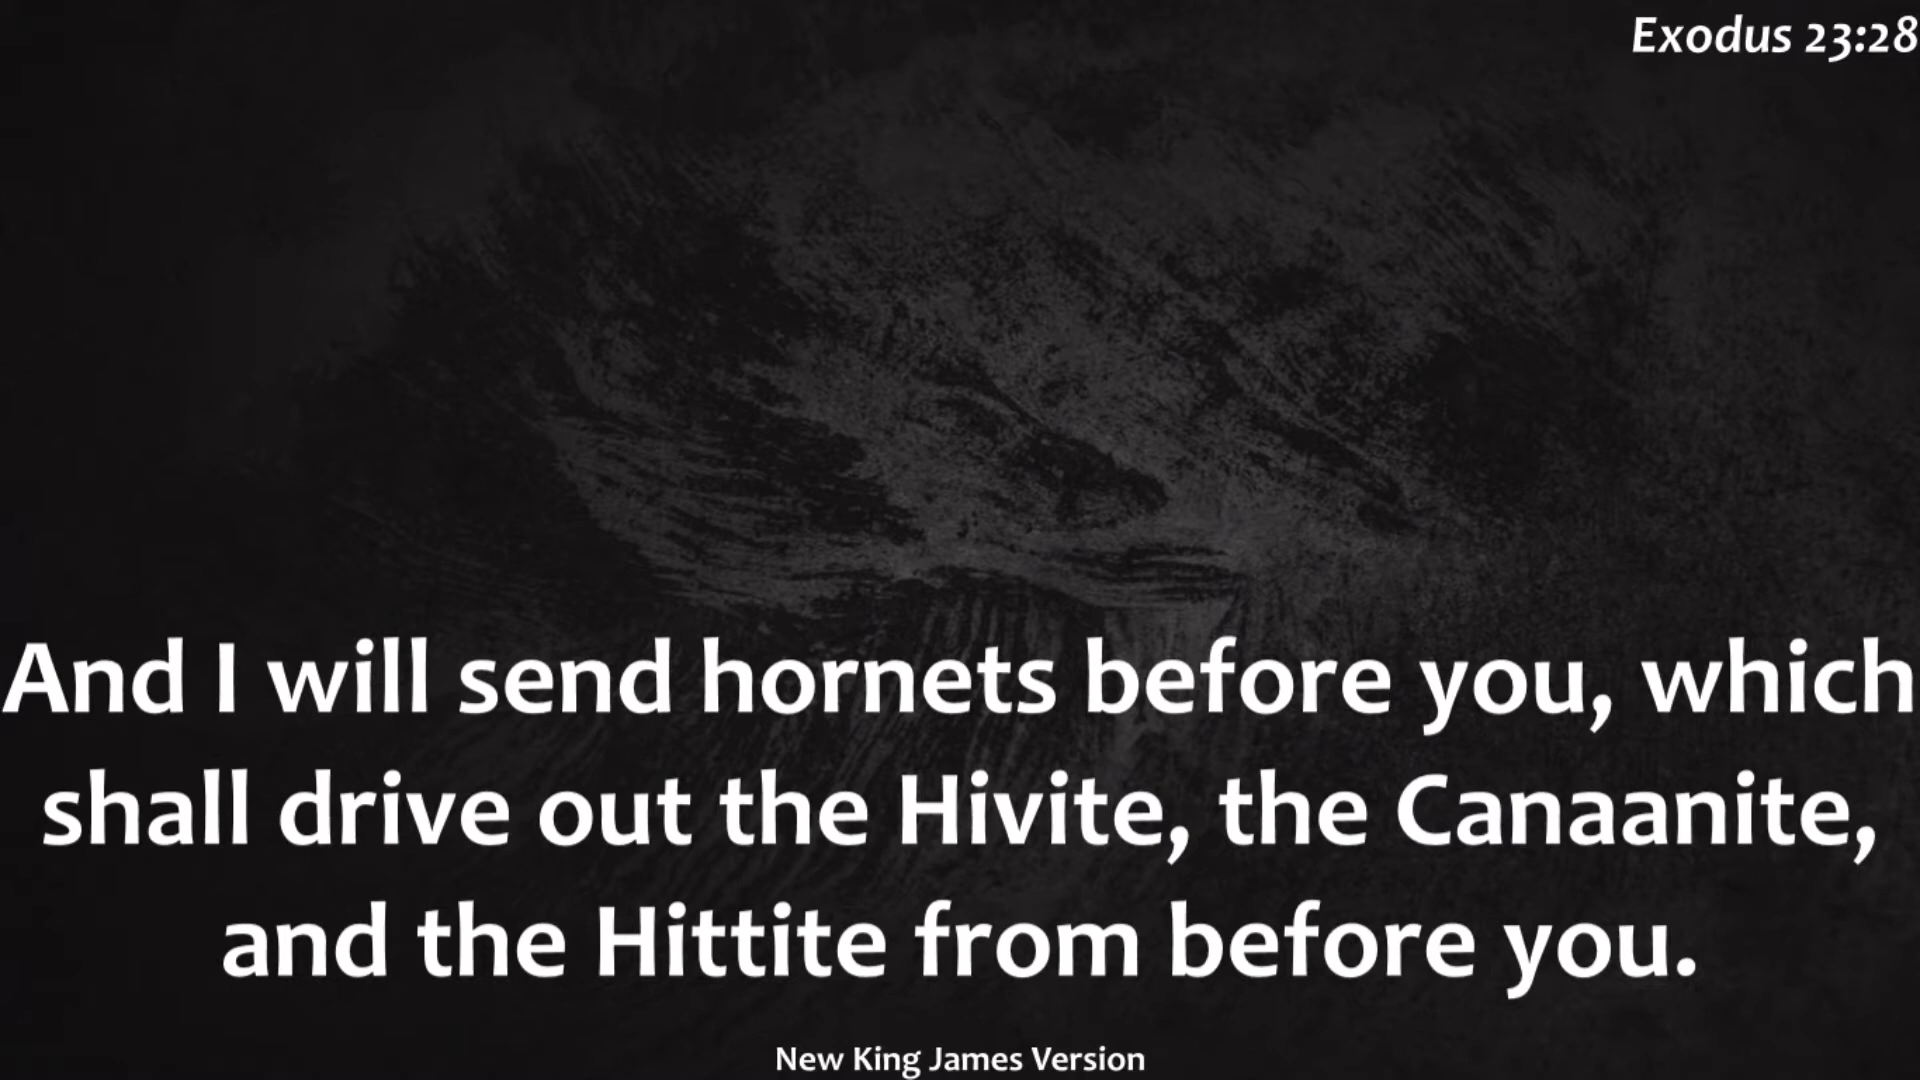 Exodus 23:28
And I will send hornets before you, which
shall drive out the Hivite, the Canaanite,
and the Hittite from before you.
New King James Version